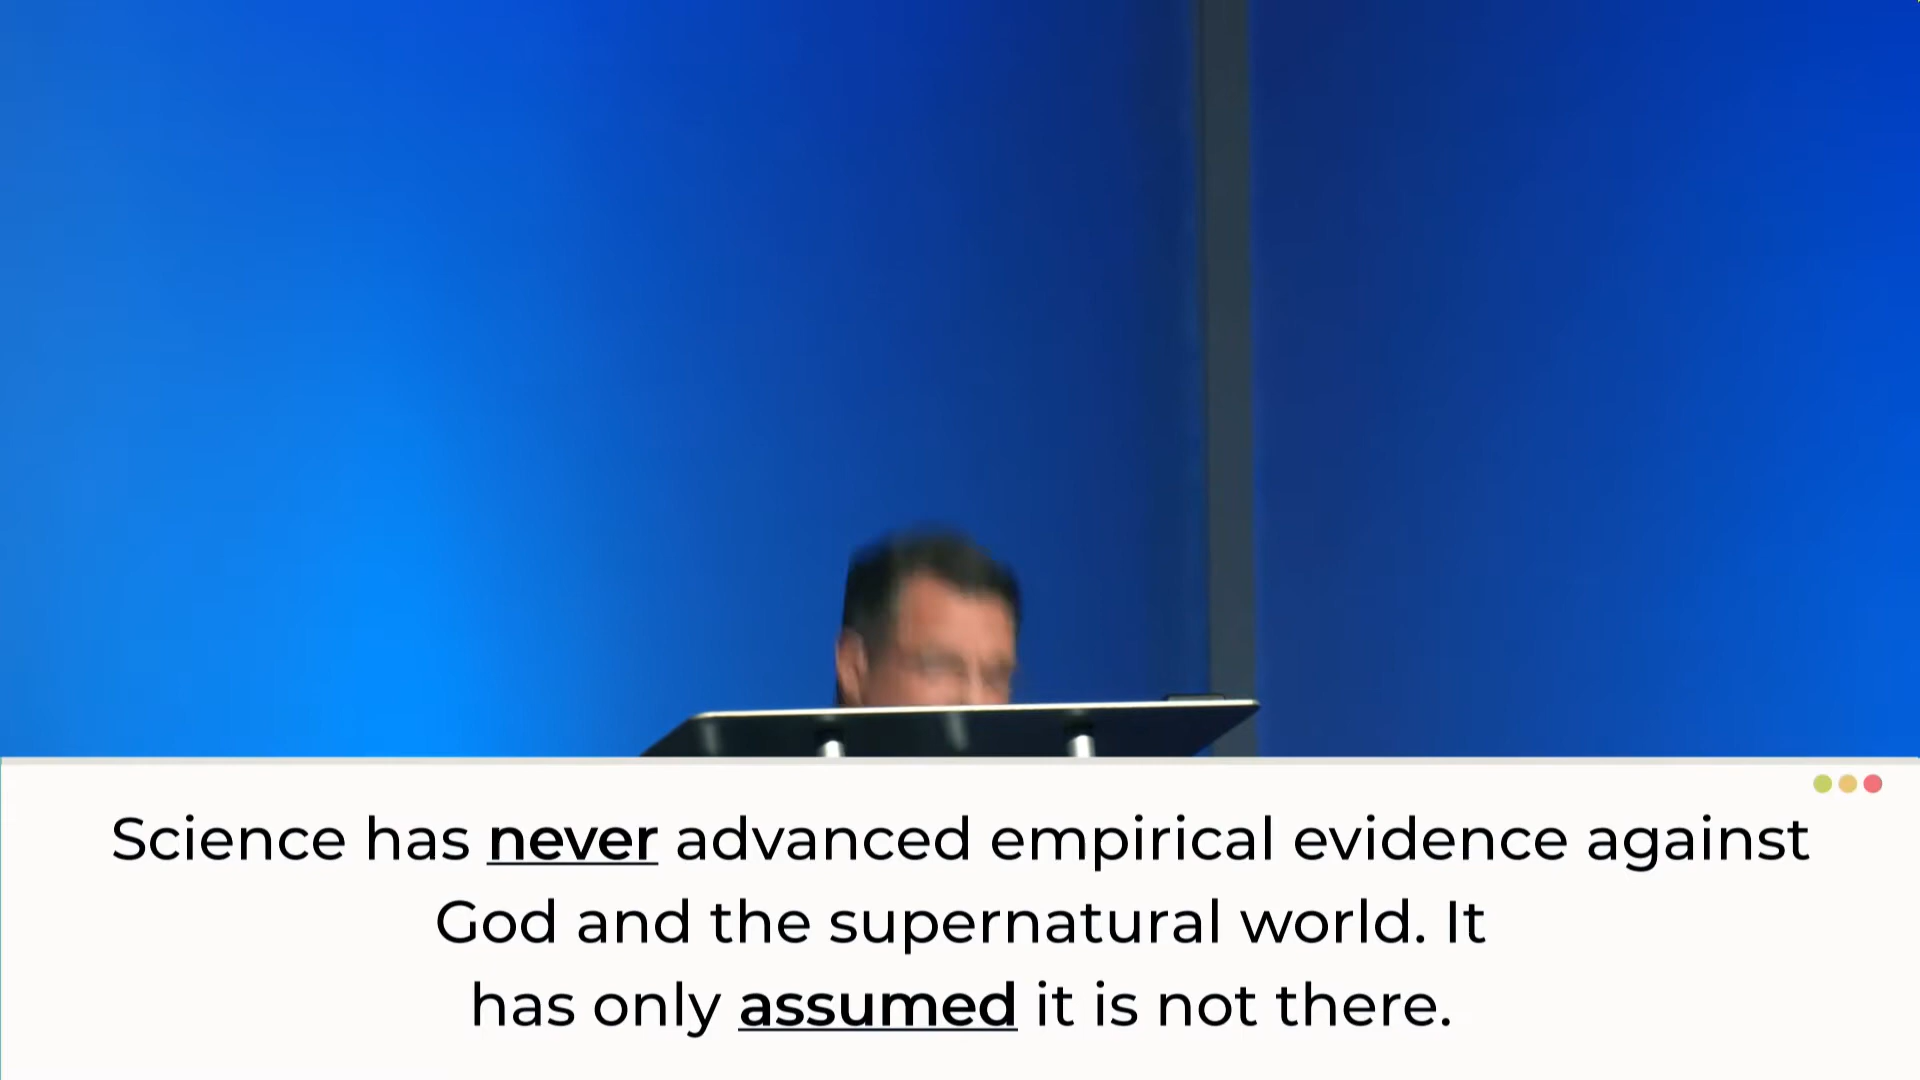 Science has never advanced empirical evidence against
God and the supernatural world. It
has only assumed it is not there.